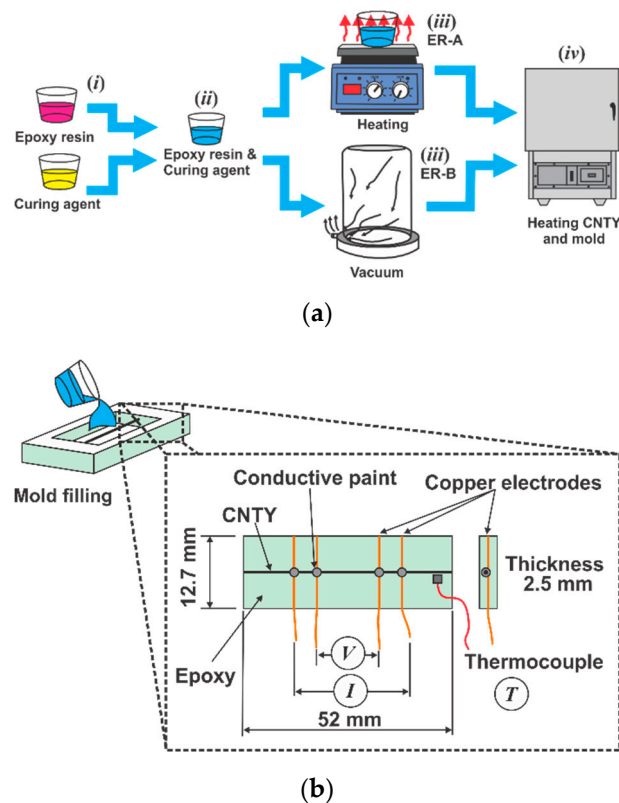 (i)
Epoxy resin
Curing agent
(ii)
Epoxy resin &
Curing agent
(iii)
ER-A
Heating
(iii)
ER-B
Vacuum
(iv)
Heating CNTY
and mold
(a)
Mold filling
Conductive paint
Copper electrodes
CNTY
12.7 mm
Thickness
2.5 mm
Epoxy
V
I
Thermocouple
T
52 mm
(b)